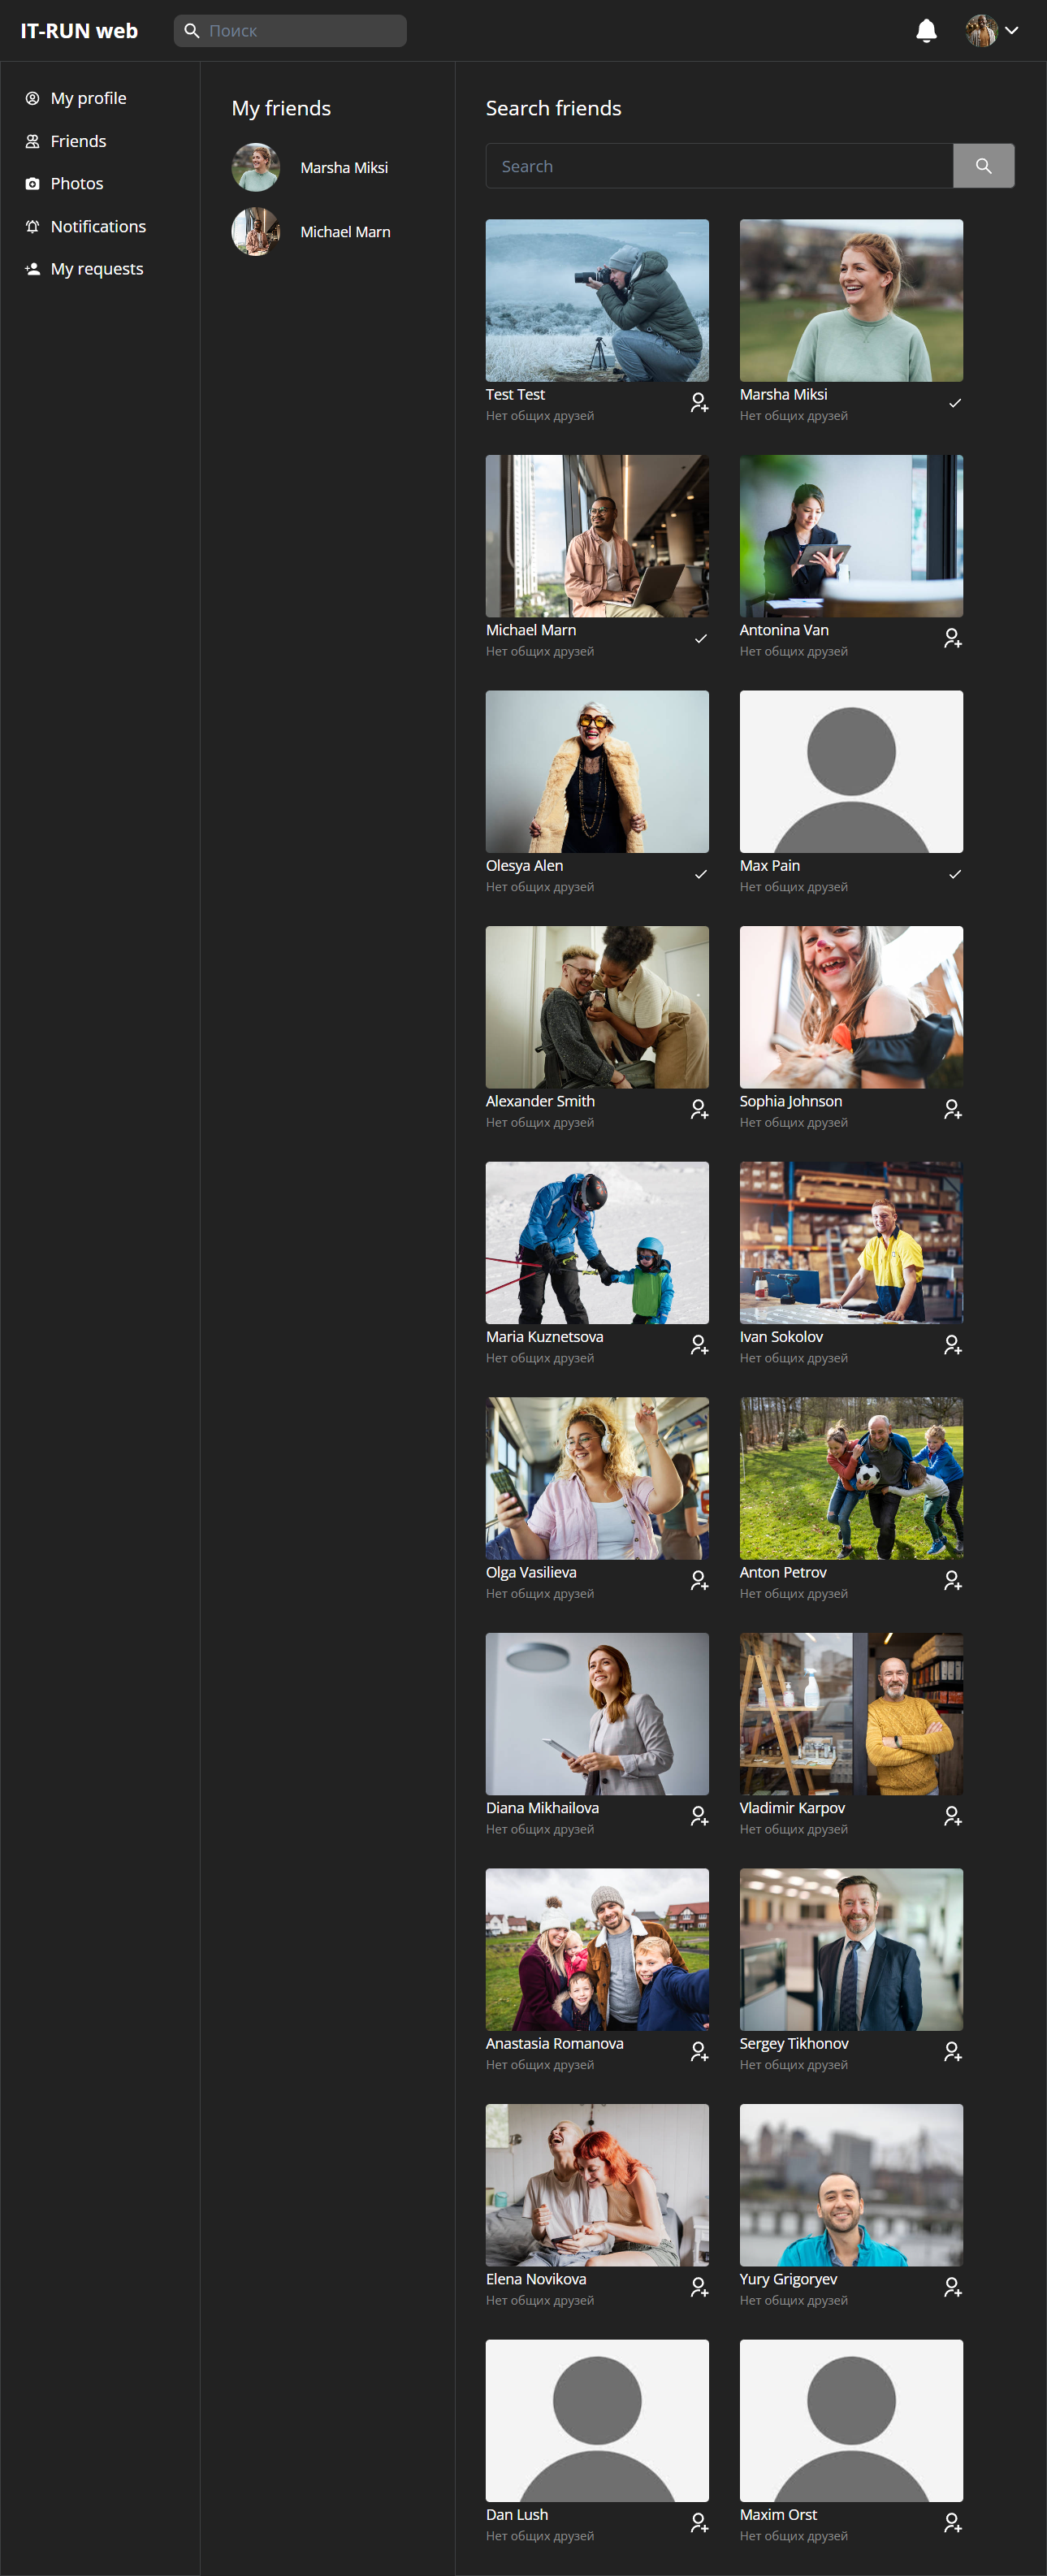 IT-RUN web
Поиск
My profile
Friends
Photos
Notifications
My requests
My friends
Marsha Miksi
Michael Marn
Search friends
Search
Test Test
Нет общих друзей
Marsha Miksi
Нет общих друзей
Michael Marn
Нет общих друзей
Antonina Van
Нет общих друзей
Olesya Alen
Нет общих друзей
Max Pain
Нет общих друзей
Alexander Smith
Нет общих друзей
Sophia Johnson
Нет общих друзей
Maria Kuznetsova
Нет общих друзей
Ivan Sokolov
Нет общих друзей
Olga Vasilieva
Нет общих друзей
Anton Petrov
Нет общих друзей
Diana Mikhailova
Нет общих друзей
Vladimir Karpov
Нет общих друзей
Anastasia Romanova
Нет общих друзей
Sergey Tikhonov
Нет общих друзей
Elena Novikova
Нет общих друзей
Yury Grigoryev
Нет общих друзей
Dan Lush
Нет общих друзей
Maxim Orst
Нет общих друзей